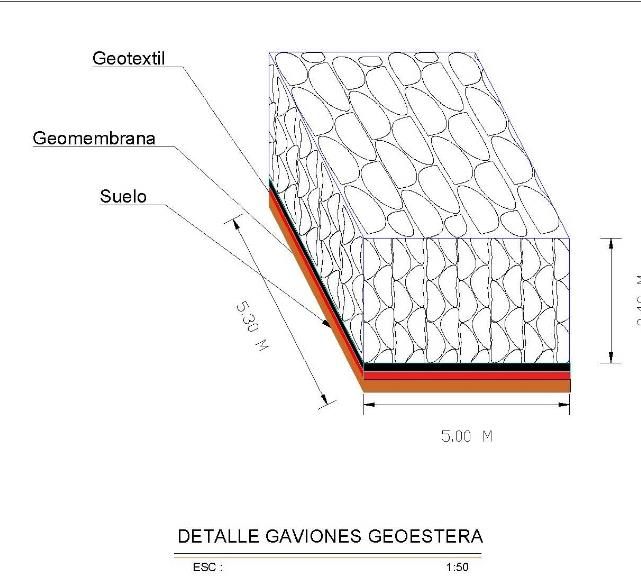 Geotextil
Geomembrana
Suelo
5.30 M
5.00 M
DETALLE GAVIONES GEOESTERA
ESC :
1:50